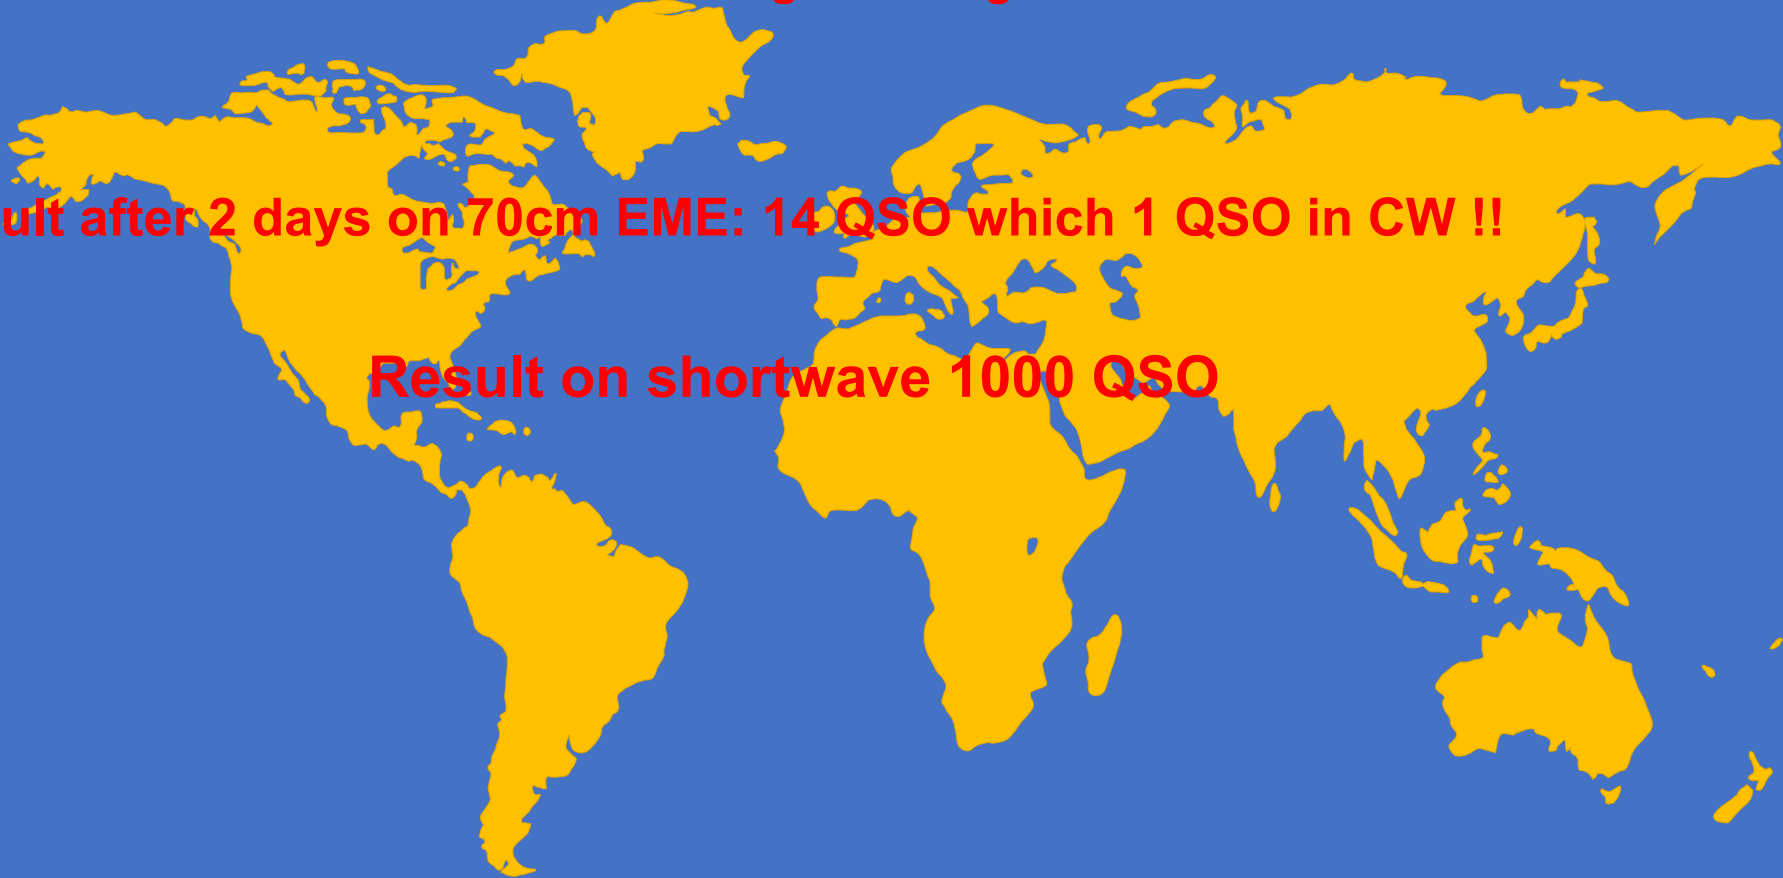 ult after 2 days on 70cm EME: 14 QSO which 1 QSO in CW !!
Result on shortwave 1000 QSO